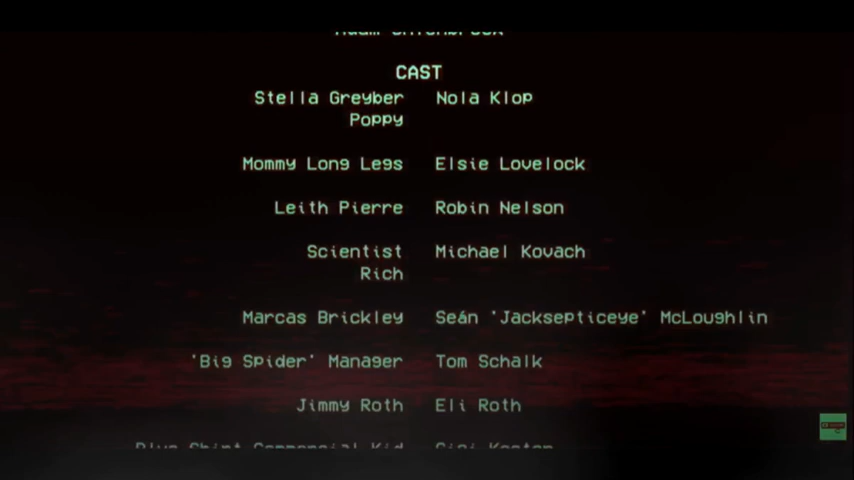 CAST
Stella Greyber Nola Klop
Poppy
Mommy Long Legs Elsie Lovelock
Leith Pierre Robin Nelson
Scientist Michael Kovach
Rich
Marcas Brickley Seán 'Jacksepticeye' McLoughlin
'Big Spider' Manager Tom Schalk
Jimmy Roth Eli Roth